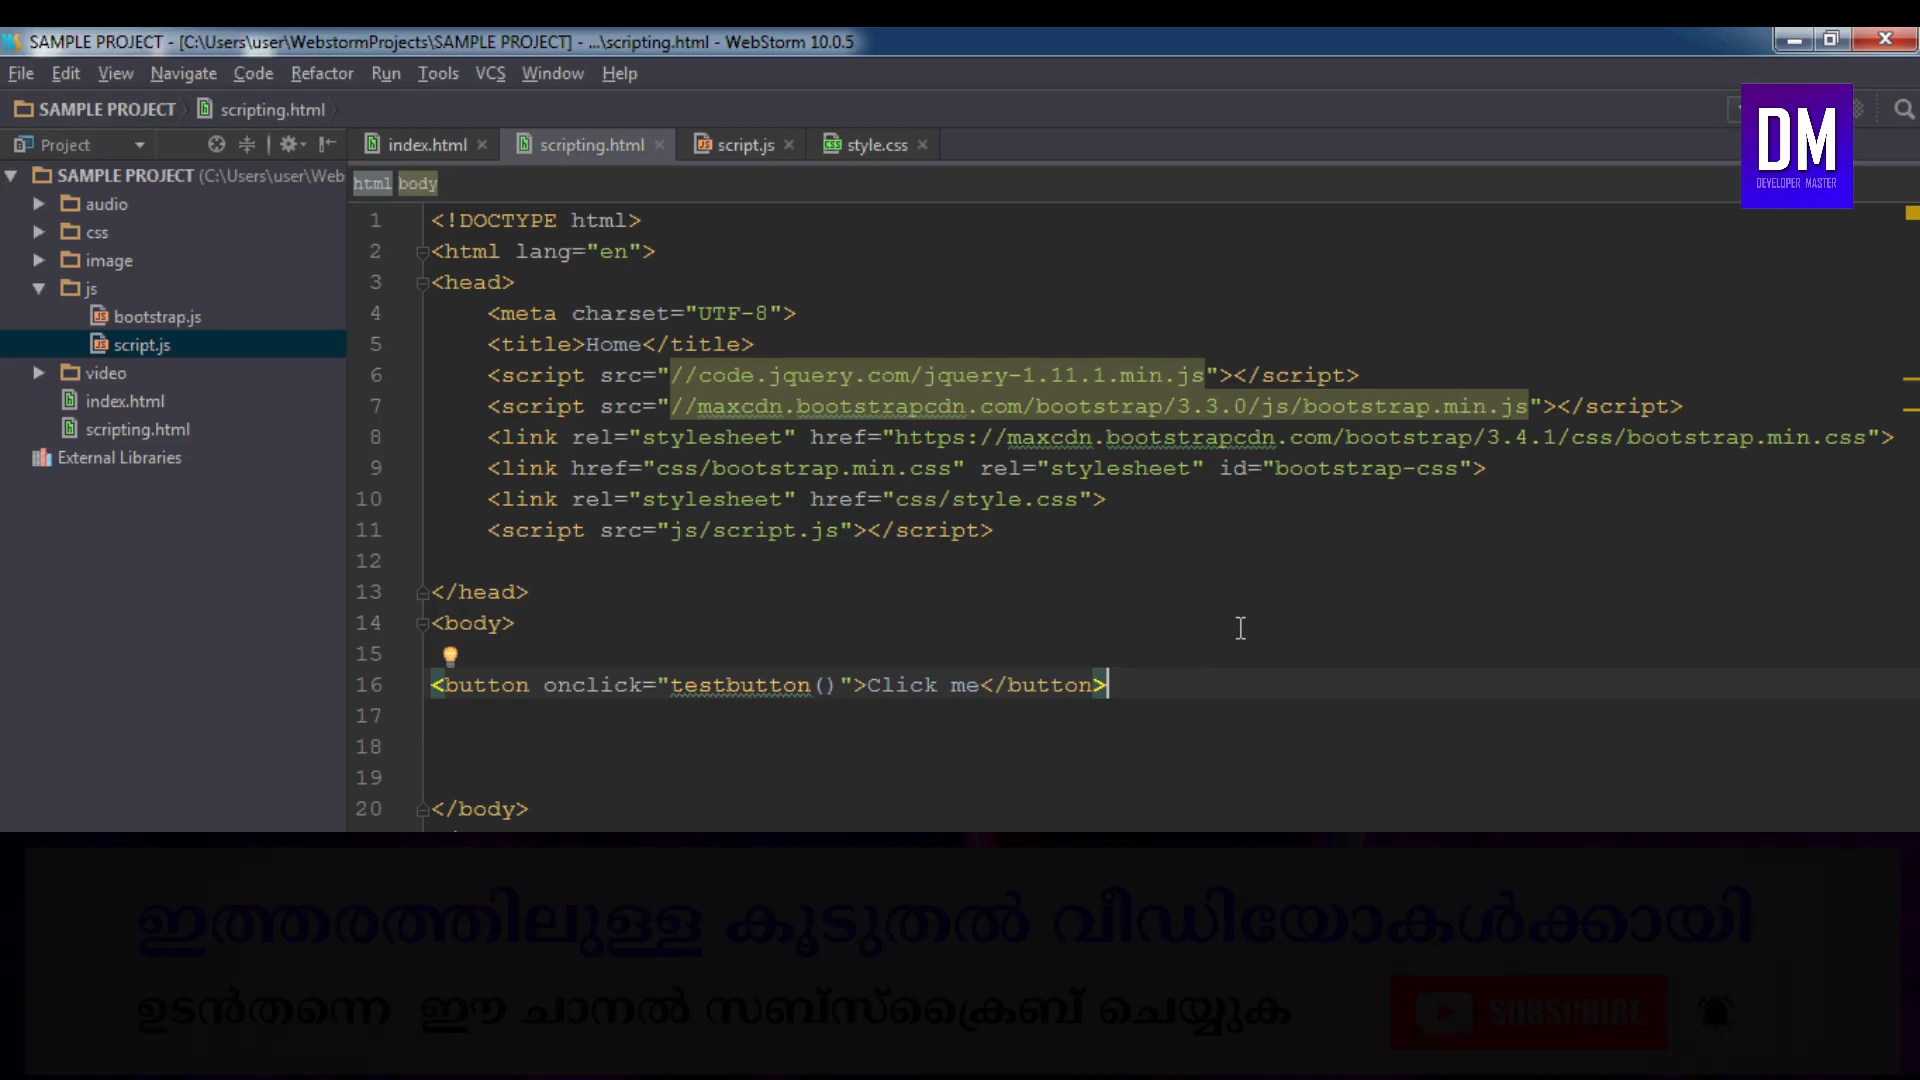 SAMPLE PROJECT - [C:\Users\user\WebstormProjects\SAMPLE PROJECT] - ...\scripting.html - WebStorm 10.0.5
File Edit View Navigate Code Refactor Run Tools VCS Window Help
SAMPLE PROJECT scripting.html
DM
DEVELOPER MASTER
Project
index.html scripting.html script.js style.css
SAMPLE PROJECT (C:\Users\user\Web
html body
audio
css
image
js
bootstrap.js
script.js
video
index.html
scripting.html
External Libraries
1 <!DOCTYPE html>
2 <html lang="en">
3 <head>
4 <meta charset="UTF-8">
5 <title>Home</title>
6 <script src="//code.jquery.com/jquery-1.11.1.min.js"></script>
7 <script src="//maxcdn.bootstrapcdn.com/bootstrap/3.3.0/js/bootstrap.min.js"></script>
8 <link rel="stylesheet" href="https://maxcdn.bootstrapcdn.com/bootstrap/3.4.1/css/bootstrap.min.css">
9 <link href="css/bootstrap.min.css" rel="stylesheet" id="bootstrap-css">
10 <link rel="stylesheet" href="css/style.css">
11 <script src="js/script.js"></script>
12
13 </head>
14 <body>
15
16 <button onclick="testbutton()">Click me</button>
17
18
19
20 </body>
ഇത്തരത്തിലുള്ള കൂടുതൽ വീഡിയോകൾക്കായി
ഉടൻതന്നെ ഈ ചാനൽ സബ്സ്ക്രൈബ് ചെയ്യുക
SUBSCRIBE